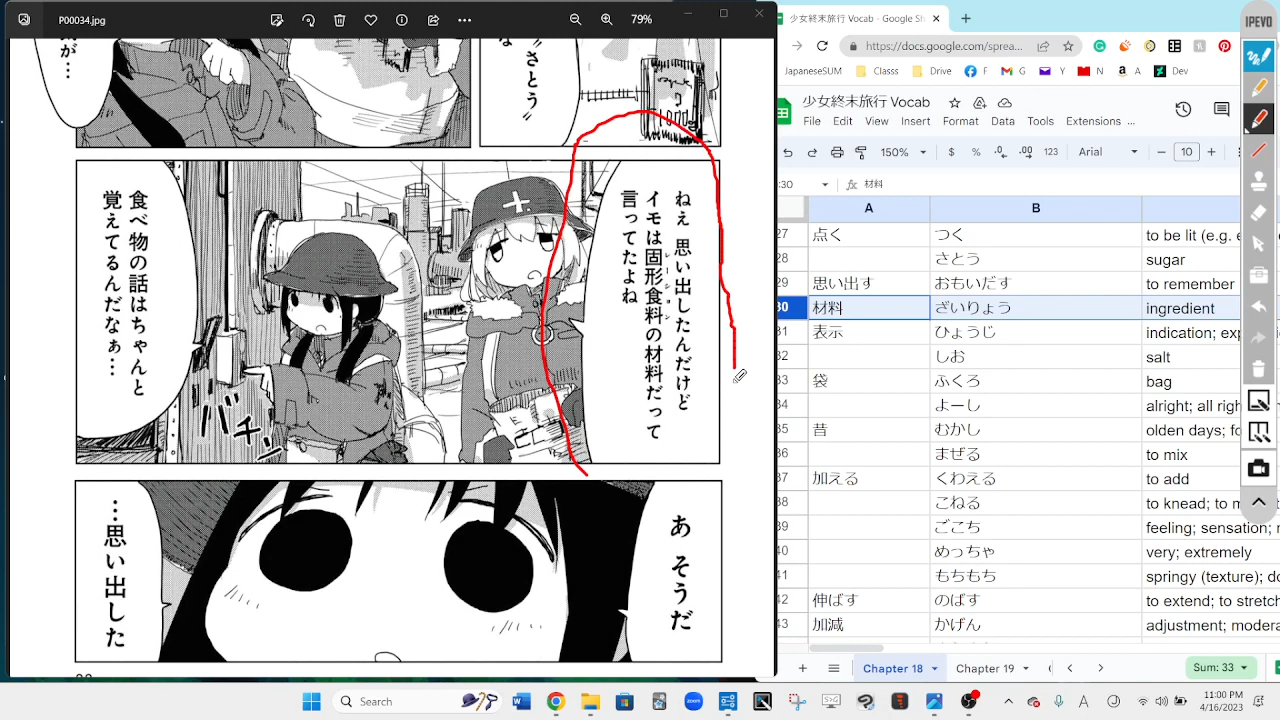 P00034.jpg
79%
"さとう"
が…
ねえ 思い出したんだけど
イモは固形食料の材料だって
レーション
言ってたよね
食べ物の話はちゃんと
覚えてるんだなぁ…
バチン
あ そうだ
…思い出した
少女終末旅行 Vocab - Google S
https://docs.google.com/sprea...
JapaneseSUM
Classs
Drive
F
G
Y
A
Dev
少女終末旅行 Vocab
File Edit View Insert Format Data Tools Extensions ...
150% $ % .0 .00 123 Arial 10
:30 fx 材料
A B
27 点く つく to be lit (e.g. e
28 さとう sugar
29 思い出す おもいだす to remember
30 材料 ざいりょう ingredient
31 表示 ひょうじ indication; ex
32 しお salt
33 袋 ふくろ bag
34 よーし alright; all righ
35 昔 むかし olden days; fo
36 まぜる to mix
37 加える くわえる to add
38 こねる to knead; to m
39 ごこち feeling; sensation;
40 めっちゃ very; extremely
41 もちもち springy (texture); do
42 伸ばす のばす to extend; to stretch
43 加減 かげん adjustment; modera
Chapter 18
Chapter 19
Sum: 33
IPEVO
Search
zoom
11:00 PM